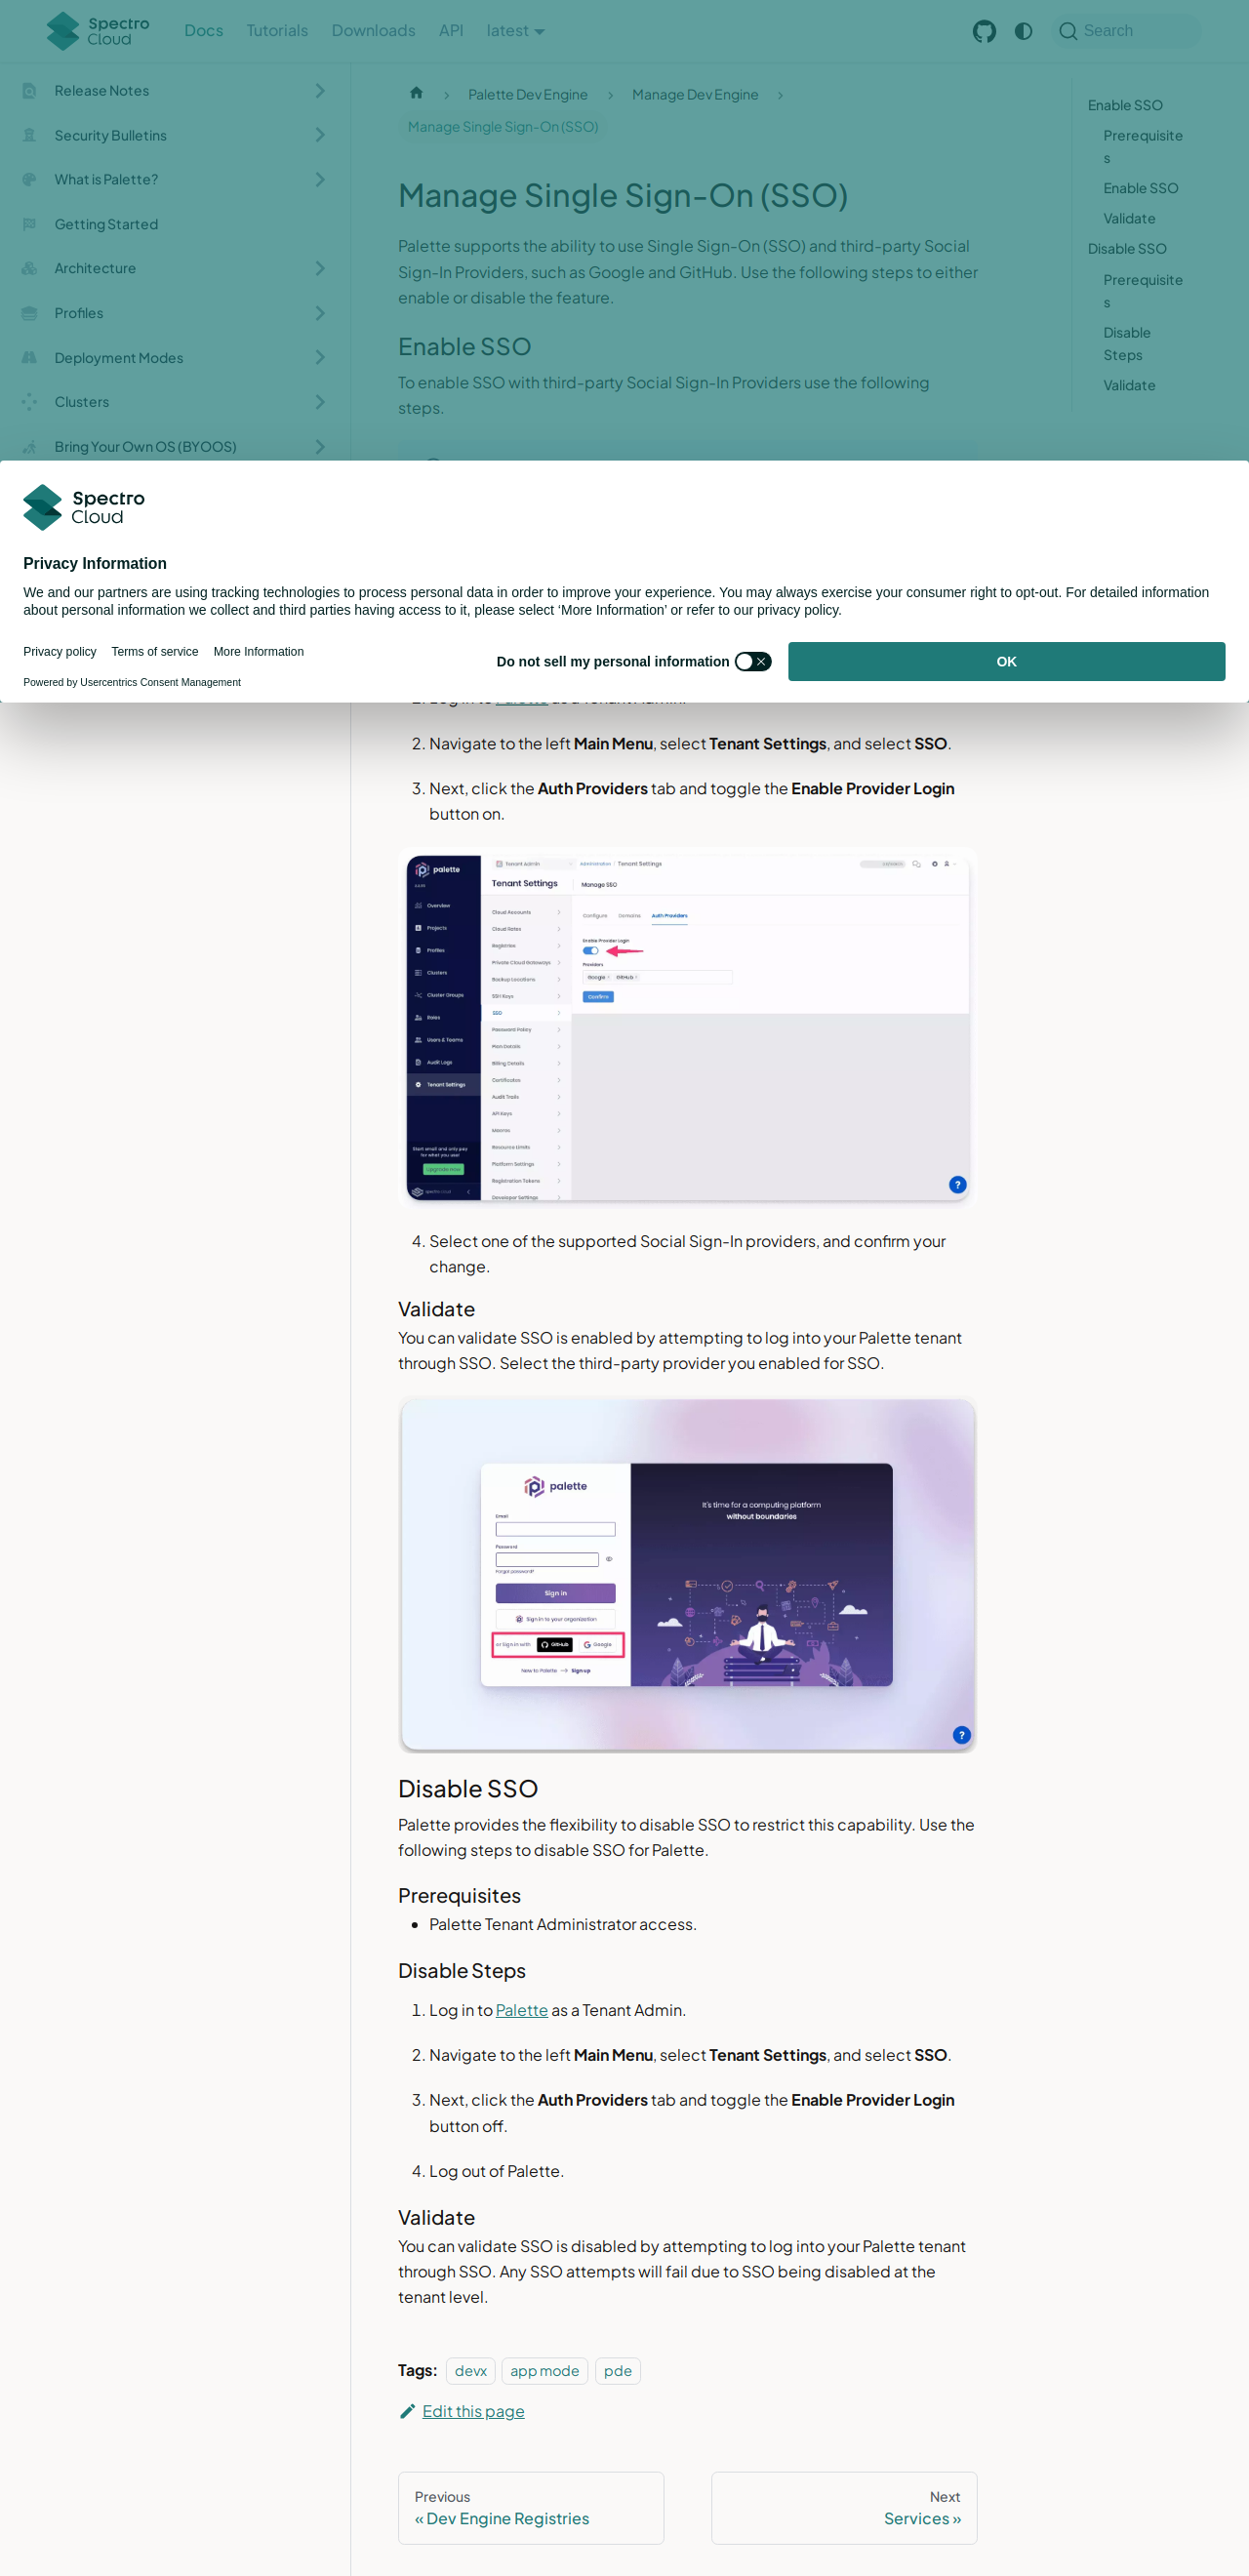 Spectro Cloud
Docs
Tutorials
Downloads
API
latest
Search
Release Notes
Security Bulletins
What is Palette?
Getting Started
Architecture
Profiles
Deployment Modes
Clusters
Bring Your Own OS (BYOOS)
Palette Dev Engine
Manage Dev Engine
Manage Single Sign-On (SSO)
Enable SSO
Prerequisite
s
Enable SSO
Validate
Disable SSO
Prerequisite
s
Disable
Steps
Validate
Manage Single Sign-On (SSO)
Palette supports the ability to use Single Sign-On (SSO) and third-party Social
Sign-In Providers, such as Google and GitHub. Use the following steps to either
enable or disable the feature.
Enable SSO
To enable SSO with third-party Social Sign-In Providers use the following
steps.
Spectro
Cloud
Privacy Information
We and our partners are using tracking technologies to process personal data in order to improve your experience. You may always exercise your consumer right to opt-out. For detailed information
about personal information we collect and third parties having access to it, please select ‘More Information’ or refer to our privacy policy.
Privacy policy
Terms of service
More Information
Powered by Usercentrics Consent Management
Do not sell my personal information
OK
2. Navigate to the left Main Menu, select Tenant Settings, and select SSO.
3. Next, click the Auth Providers tab and toggle the Enable Provider Login
button on.
palette
Overview
Projects
Profiles
Clusters
Cluster Groups
Roles
Users & Teams
Audit Logs
Tenant Settings
Start small and only pay
for what you use
Upgrade now
spectro cloud
Tenant Admin
Administration / Tenant Settings
Tenant Settings
Manage SSO
Cloud Accounts
Cloud Rates
Registries
Private Cloud Gateways
Backup Locations
SSH Keys
SSO
Password Policy
Plan Details
Billing Details
Certificates
Audit Trails
API Keys
Macros
Resource Limits
Platform Settings
Registration Tokens
Developer Settings
Configure
Domains
Auth Providers
Enable Provider Login
Providers
Google
GitHub
Confirm
?
4. Select one of the supported Social Sign-In providers, and confirm your
change.
Validate
You can validate SSO is enabled by attempting to log into your Palette tenant
through SSO. Select the third-party provider you enabled for SSO.
palette
Email
Password
Forgot password?
Sign in
Sign in to your organization
or Sign in with
GitHub
Google
New to Palette → Sign up
It's time for a computing platform
without boundaries
?
Disable SSO
Palette provides the flexibility to disable SSO to restrict this capability. Use the
following steps to disable SSO for Palette.
Prerequisites
• Palette Tenant Administrator access.
Disable Steps
1. Log in to Palette as a Tenant Admin.
2. Navigate to the left Main Menu, select Tenant Settings, and select SSO.
3. Next, click the Auth Providers tab and toggle the Enable Provider Login
button off.
4. Log out of Palette.
Validate
You can validate SSO is disabled by attempting to log into your Palette tenant
through SSO. Any SSO attempts will fail due to SSO being disabled at the
tenant level.
Tags: devx app mode pde
Edit this page
Previous
« Dev Engine Registries
Next
Services »